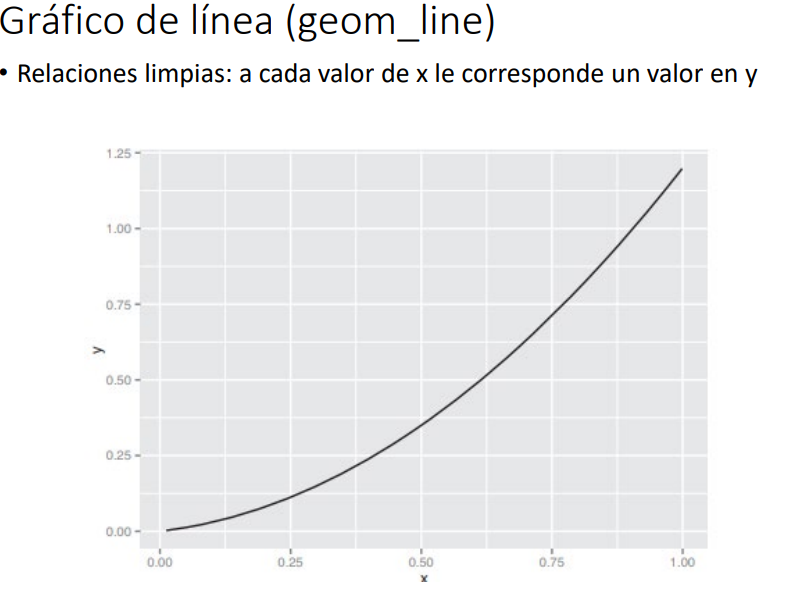 Gráfico de línea (geom_line)
• Relaciones limpias: a cada valor de x le corresponde un valor en y
1.25
1.00
0.75
y
0.50
0.25
0.00
0.00 0.25 0.50 0.75 1.00
x